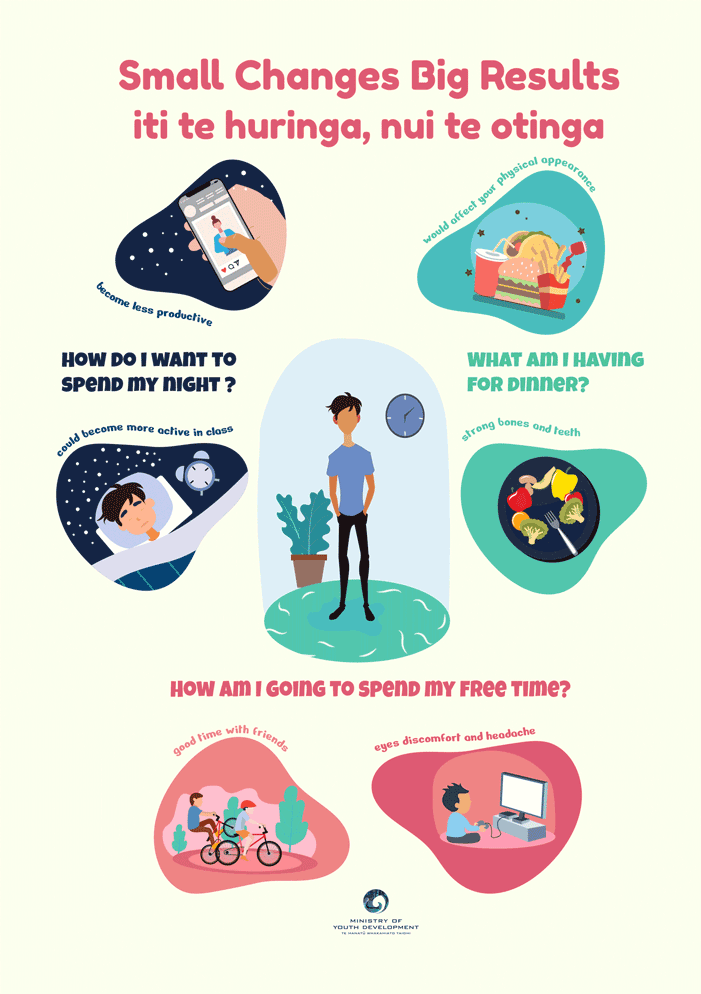 Small Changes Big Results
iti te huringa, nui te otinga
become less productive
would affect your physical appearance
HOW DO I WANT TO
SPEND MY NIGHT ?
WHAT AM I HAVING
FOR DINNER?
could become more active in class
strong bones and teeth
HOW AM I GOING TO SPEND MY FREE TIME?
good time with friends
eyes discomfort and headache
MINISTRY OF
YOUTH DEVELOPMENT
TE MANATŪ WHAKAHIATO TAIOHI